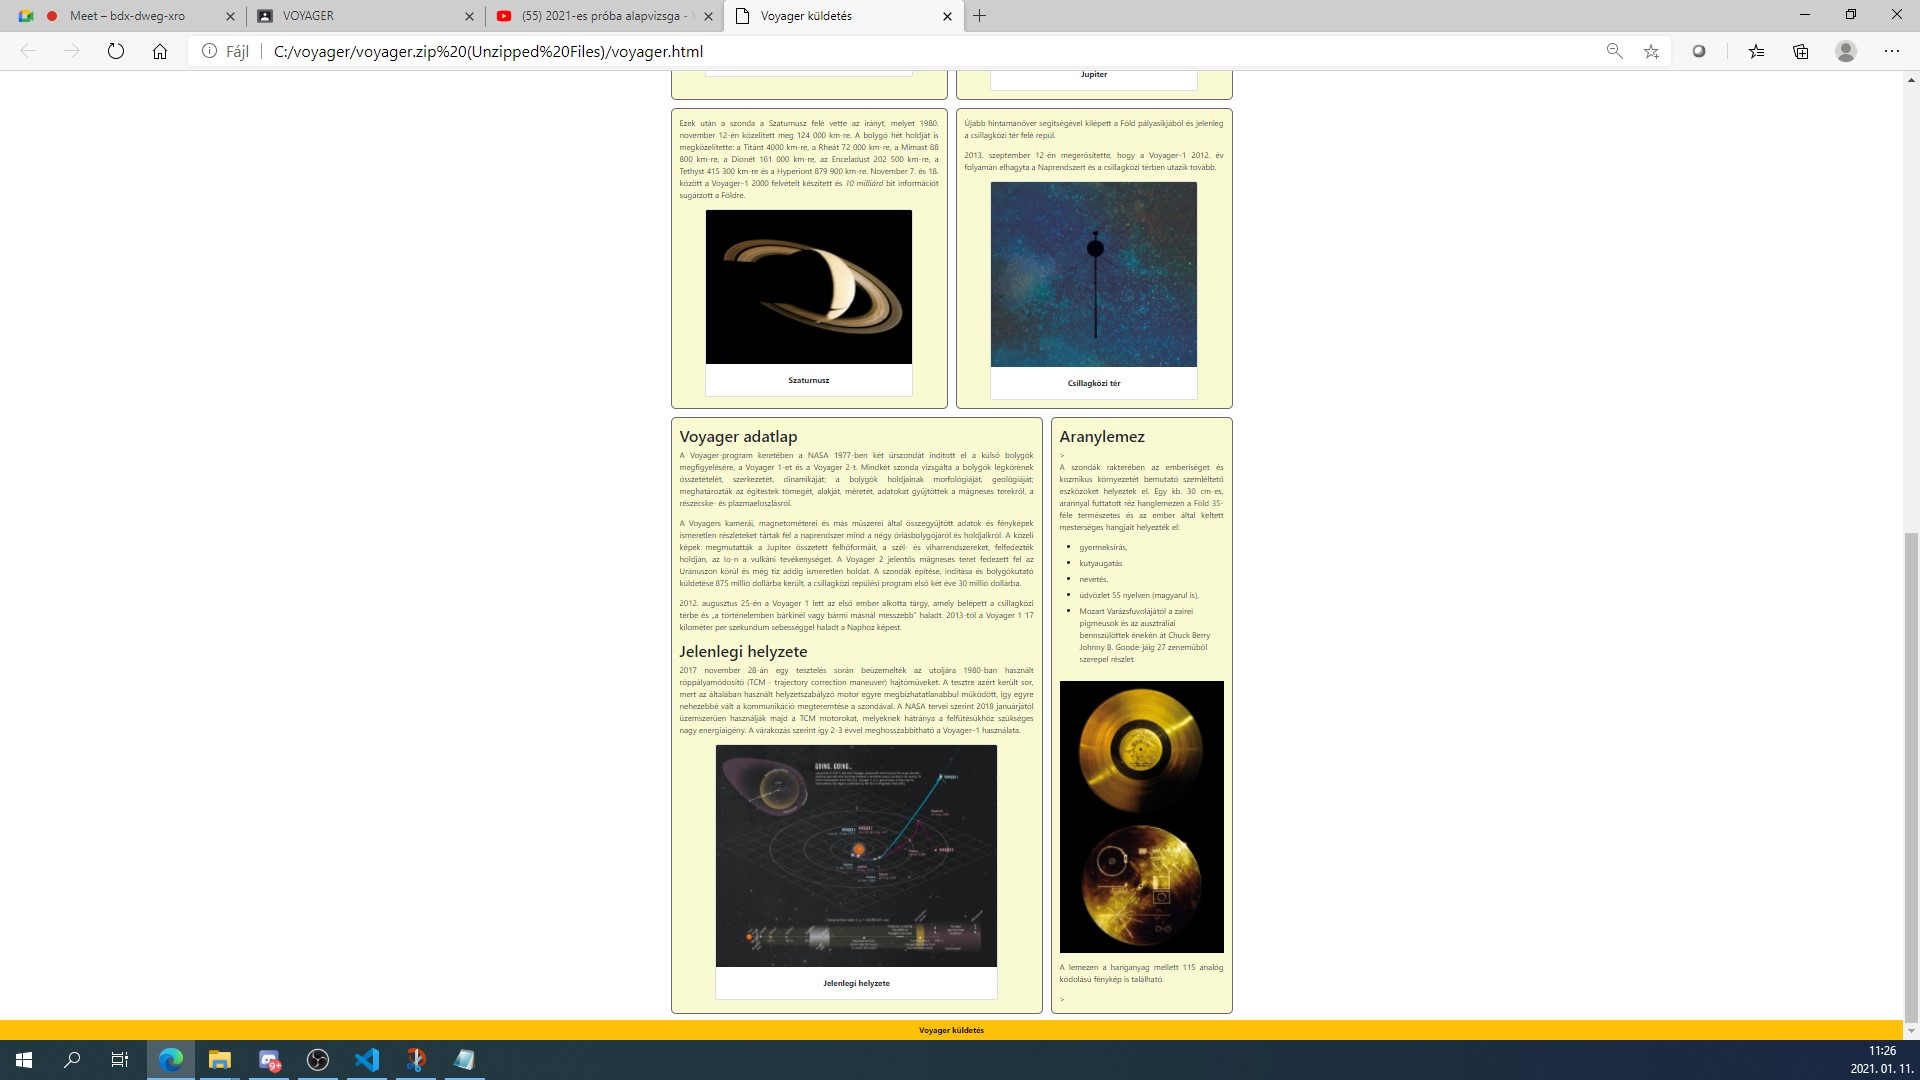 Meet – bdx-dweg-xro
VOYAGER
(55) 2021-es próba alapvizsga -
Voyager küldetés
Fájl
C:/voyager/voyager.zip%20(Unzipped%20Files)/voyager.html
Jupiter
Ezek után a szonda a Szaturnusz felé vette az irányt, melyet 1980.
november 12-én közelített meg 124 000 km-re. A bolygó hét holdját is
megközelítette: a Titánt 4000 km-re, a Rheát 72 000 km-re, a Mimast 88
800 km-re, a Dionét 161 000 km-re, az Enceladust 202 500 km-re, a
Tethyst 415 300 km-re és a Hyperiont 879 900 km-re. November 7. és 18.
között a Voyager–1 2000 felvételt készített és 10 milliárd bit információt
sugárzott a Földre.
Szaturnusz
Újabb hintamanőver segítségével kilépett a Föld pályasíkjából és jelenleg
a csillagközi tér felé repül.
2013. szeptember 12-én megerősítette, hogy a Voyager–1 2012. év
folyamán elhagyta a Naprendszert és a csillagközi térben utazik tovább.
Csillagközi tér
Voyager adatlap
A Voyager-program keretében a NASA 1977-ben két űrszondát indított el a külső bolygók
megfigyelésére, a Voyager 1-et és a Voyager 2-t. Mindkét szonda vizsgálta a bolygók légkörének
összetételét, szerkezetét, dinamikáját; a bolygók holdjainak morfológiáját, geológiáját;
meghatározták az égitestek tömegét, alakját, méretét, adatokat gyűjtöttek a mágneses terekről, a
részecske- és plazmaeloszlásról.
A Voyagers kamerái, magnetométerei és más műszerei által összegyűjtött adatok és fényképek
ismeretlen részleteket tártak fel a naprendszer mind a négy óriásbolygójáról és holdjaikról. A közeli
képek megmutatták a Jupiter összetett felhőformáit, a szél- és viharrendszereket, felfedezték
holdján, az Io-n a vulkáni tevékenységet. A Voyager 2 jelentős mágneses teret fedezett fel az
Uránuszon körül és még tíz addig ismeretlen holdat. A szondák építése, indítása és bolygókutató
küldetése 875 millió dollárba került, a csillagközi repülési program első két éve 30 millió dollárba.
2012. augusztus 25-én a Voyager 1 lett az első ember alkotta tárgy, amely belépett a csillagközi
térbe és „a történelemben bárkinél vagy bármi másnál messzebb" haladt. 2013-tól a Voyager 1 17
kilométer per szekundum sebességgel haladt a Naphoz képest.
Jelenlegi helyzete
2017 november 28-án egy tesztelés során beüzemelték az utoljára 1980-ban használt
röppályamódosító (TCM - trajectory correction maneuver) hajtóműveket. A tesztre azért került sor,
mert az általában használt helyzetszabályzó motor egyre megbízhatatlanabbul működött, így egyre
nehezebbé vált a kommunikáció megteremtése a szondával. A NASA tervei szerint 2018 januárjától
üzemszerűen használják majd a TCM motorokat, melyeknek hátránya a felfűtésükhöz szükséges
nagy energiaigény. A várakozás szerint így 2-3 évvel meghosszabbítható a Voyager–1 használata.
GOING, GOING...
Jelenlegi helyzete
Aranylemez
>
A szondák rakterében az emberiséget és
kozmikus környezetét bemutató szemléltető
eszközöket helyeztek el. Egy kb. 30 cm-es,
arannyal futtatott réz hanglemezen a Föld 35-
féle természetes és az ember által keltett
mesterséges hangjait helyezték el:
• gyermeksírás,
• kutyaugatás
• nevetés,
• üdvözlet 55 nyelven (magyarul is),
• Mozart Varázsfuvolájától a zairei
pigmeusok és az ausztráliai
bennszülöttek énekén át Chuck Berry
Johnny B. Goode-jáig 27 zeneműből
szerepel részlet.
A lemezen a hanganyag mellett 115 analóg
kódolású fénykép is található.
>
Voyager küldetés
9+
11:26
2021. 01. 11.